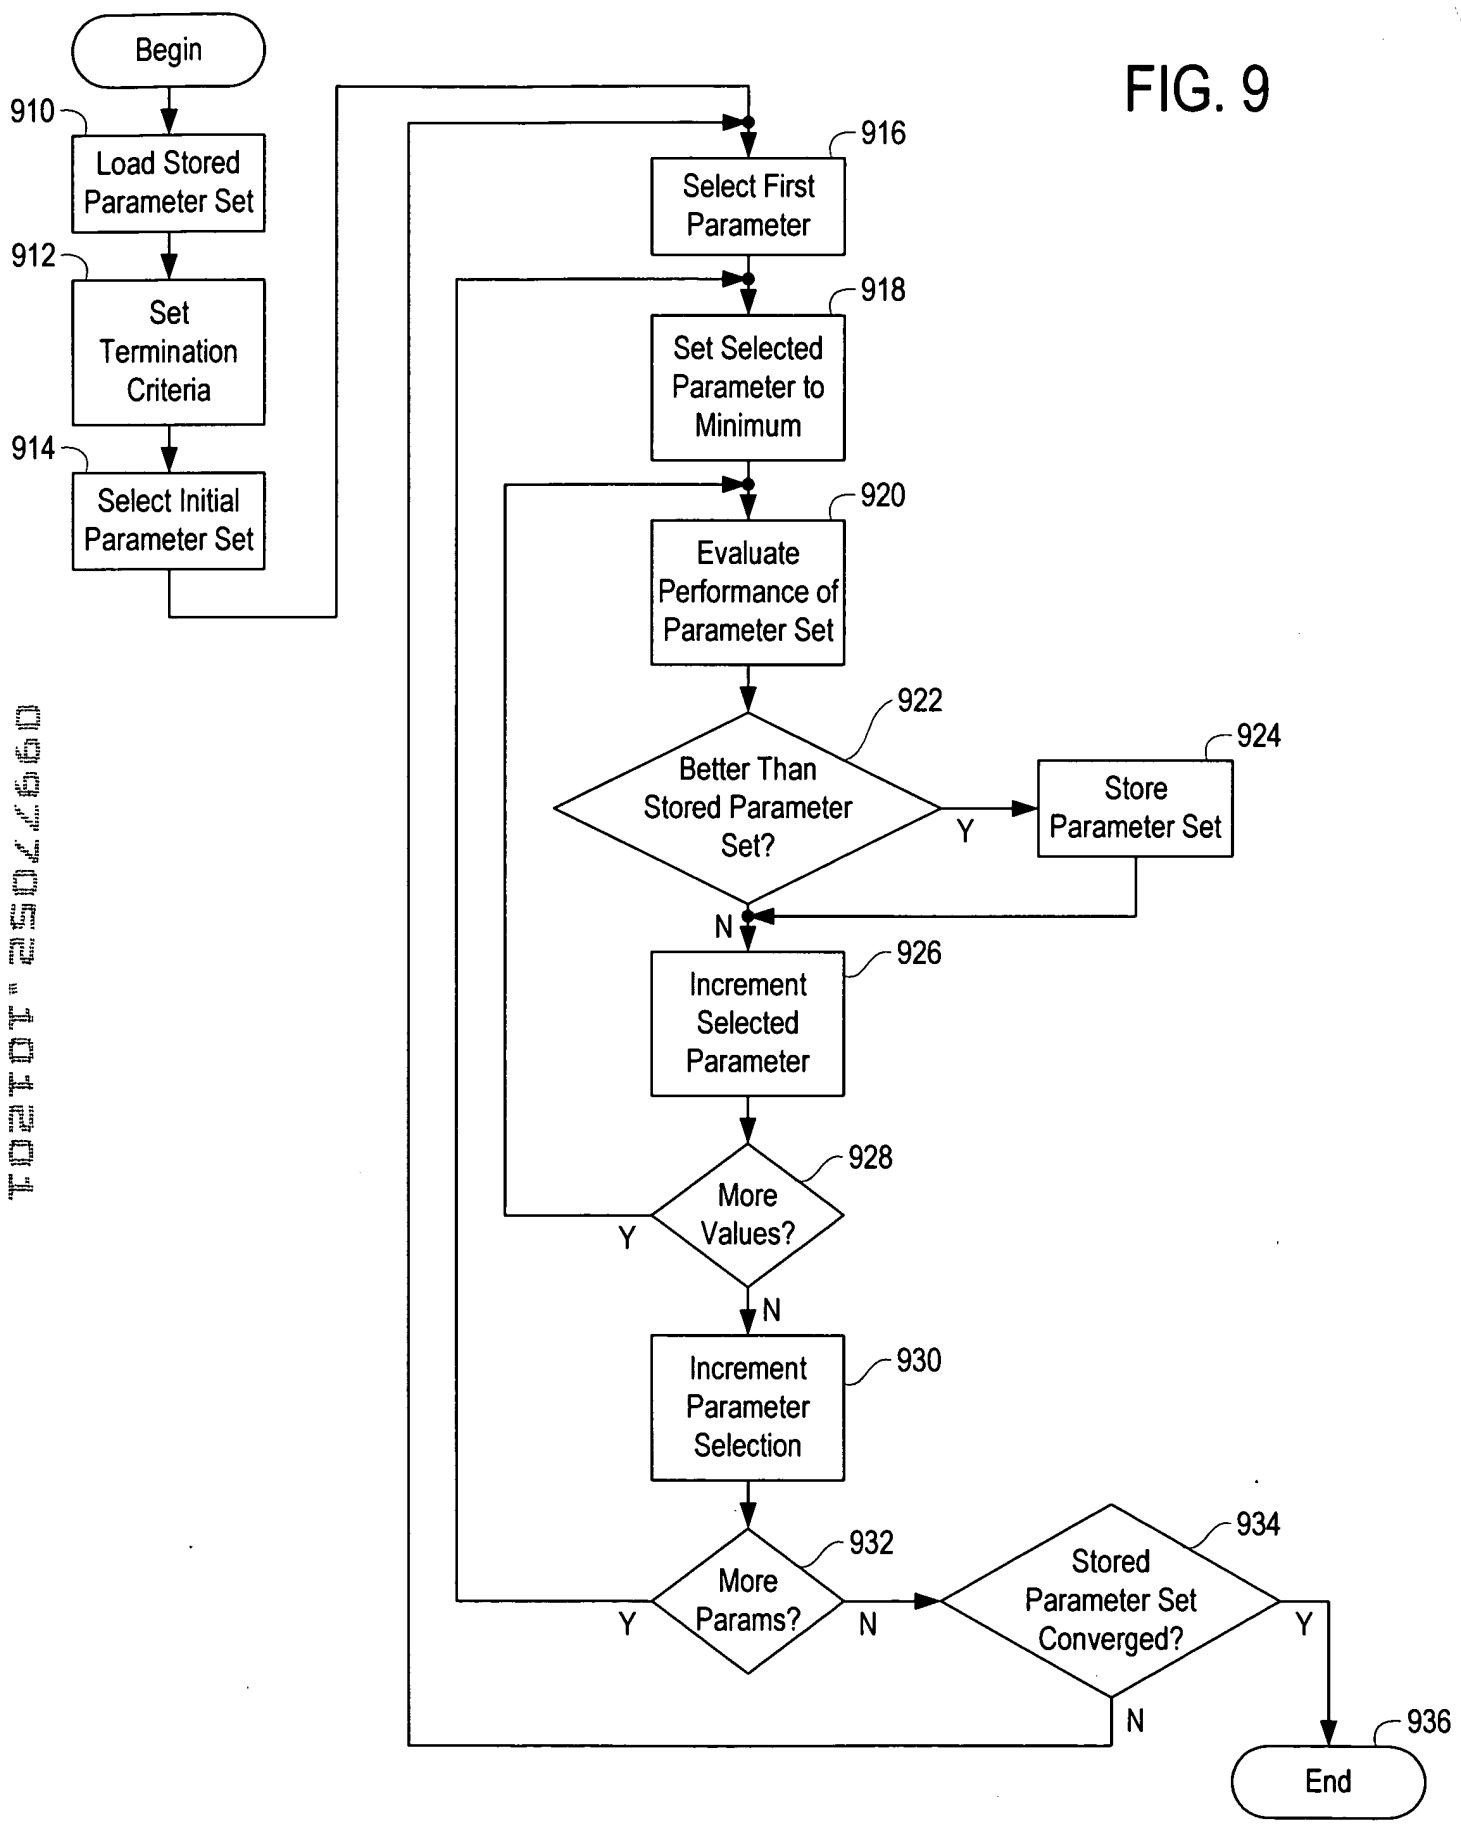 FIG. 9
Begin
910
Load Stored
Parameter Set
912
Set
Termination
Criteria
914
Select Initial
Parameter Set
916
Select First
Parameter
918
Set Selected
Parameter to
Minimum
920
Evaluate
Performance of
Parameter Set
922
Better Than
Stored Parameter
Set?
Y
924
Store
Parameter Set
N
926
Increment
Selected
Parameter
928
More
Values?
Y
N
930
Increment
Parameter
Selection
932
More
Params?
Y
N
934
Stored
Parameter Set
Converged?
Y
N
936
End
09977052.101201